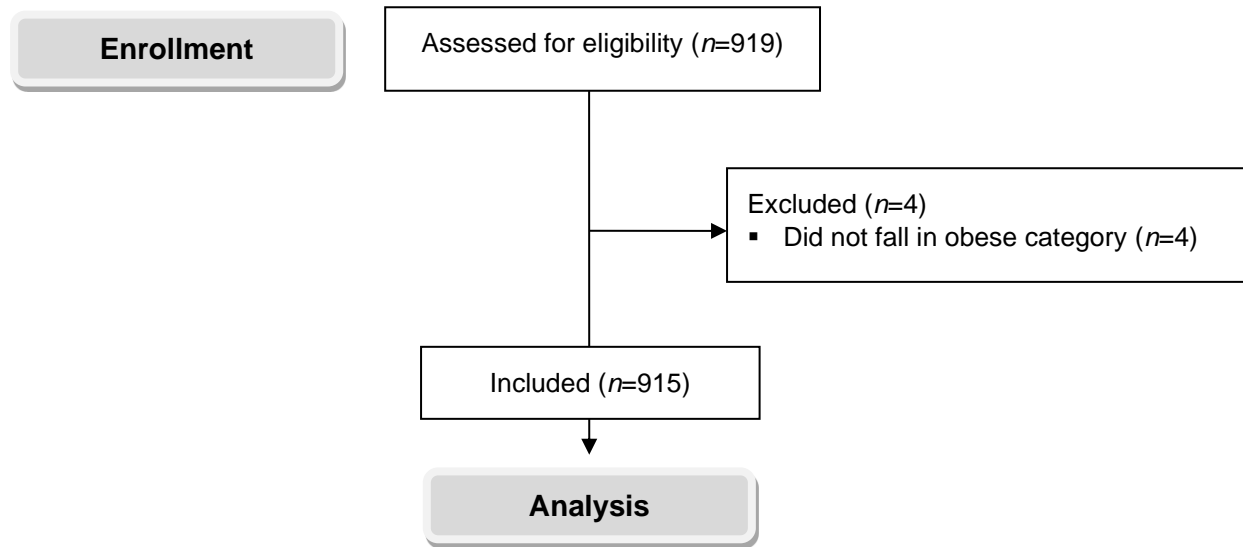 Enrollment
Assessed for eligibility (n=919)
Excluded (n=4)
▪ Did not fall in obese category (n=4)
Included (n=915)
Analysis